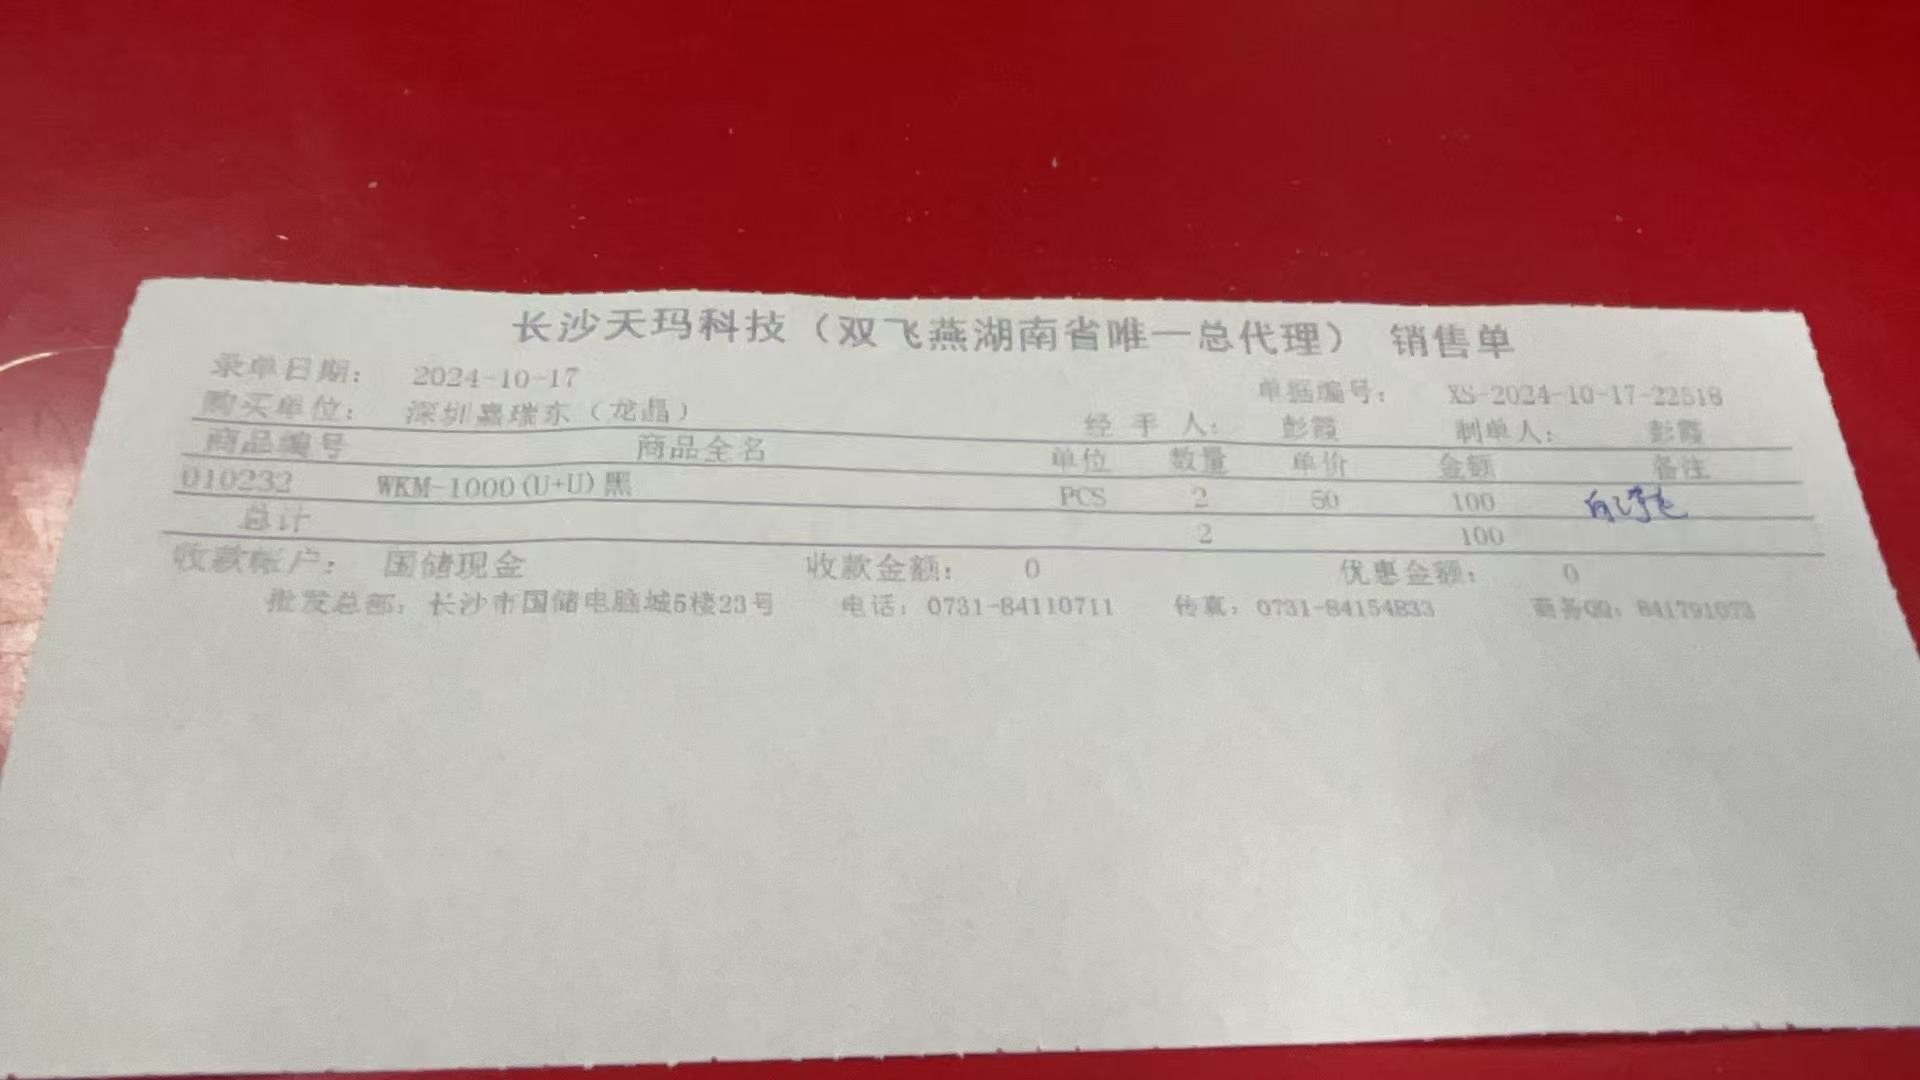 长沙天玛科技（双飞燕湖南省唯一总代理） 销售单
录单日期： 2024-10-17 单据编号： XS-2024-10-17-22518
购买单位： 深圳嘉瑞东（龙晶） 经 手 人： 彭霞 制单人： 彭霞
商品编号 商品全名 单位 数量 单价 金额 备注
010232 WKM-1000(U+U)黑 PCS 2 50 100
总计 2 100
收款帐户： 国储现金 收款金额： 0 优惠金额： 0
批发总部：长沙市国储电脑城5楼23号 电话：0731-84110711 传真：0731-84154833 商务QQ：841791073